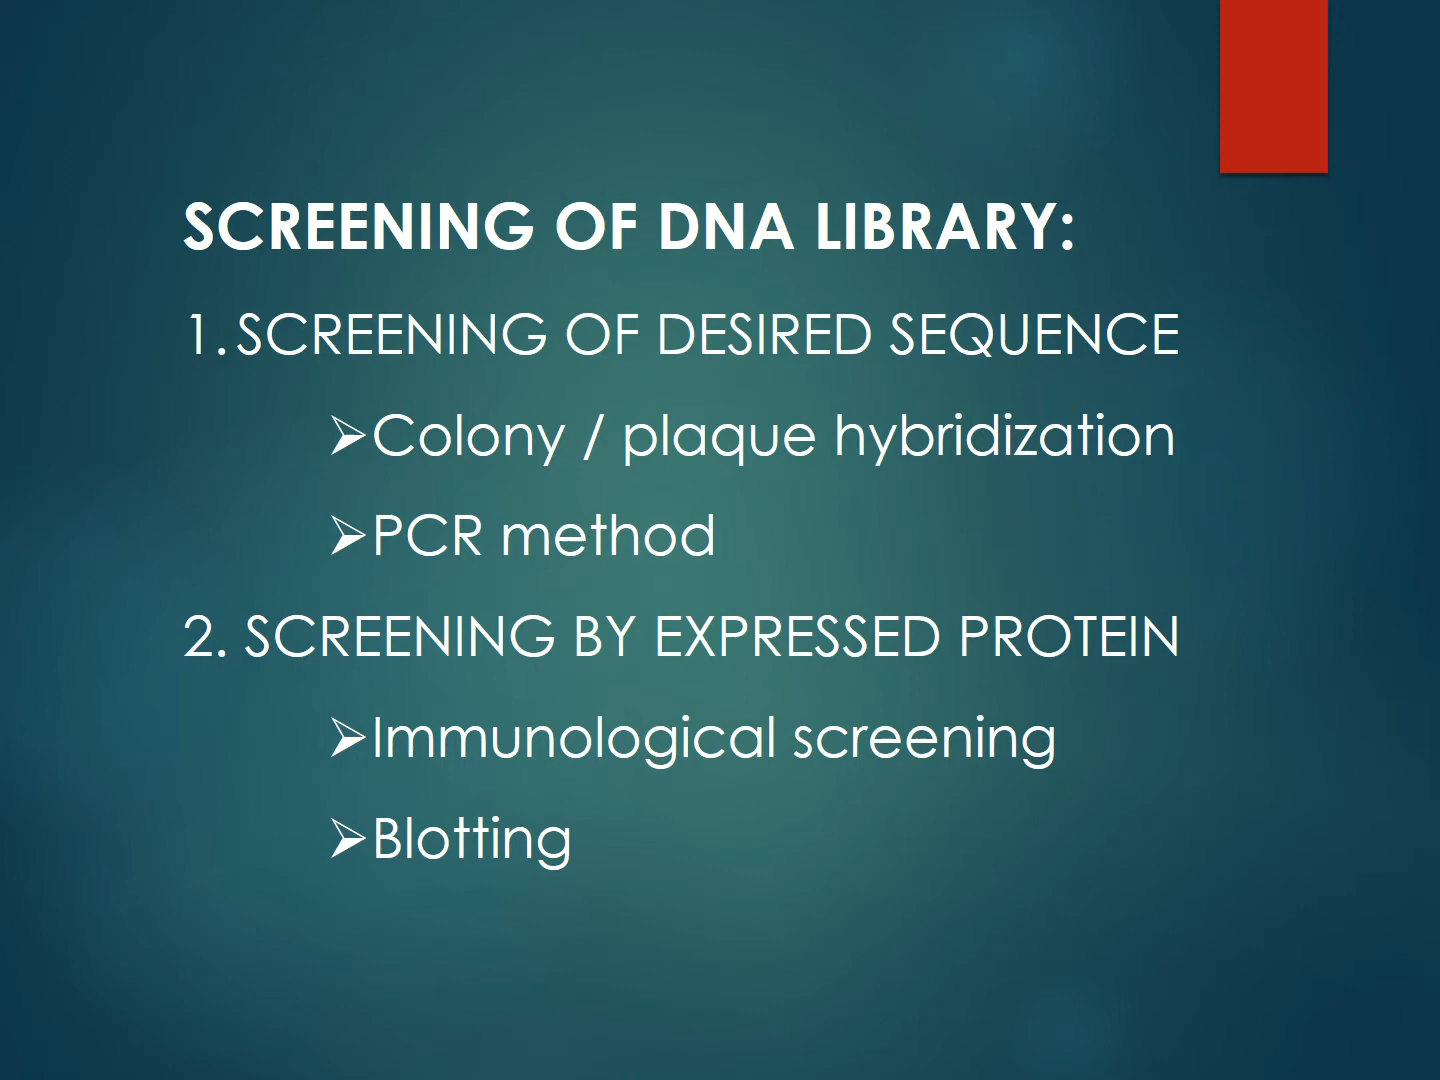 SCREENING OF DNA LIBRARY:
1. SCREENING OF DESIRED SEQUENCE
➢Colony / plaque hybridization
➢PCR method
2. SCREENING BY EXPRESSED PROTEIN
➢Immunological screening
➢Blotting